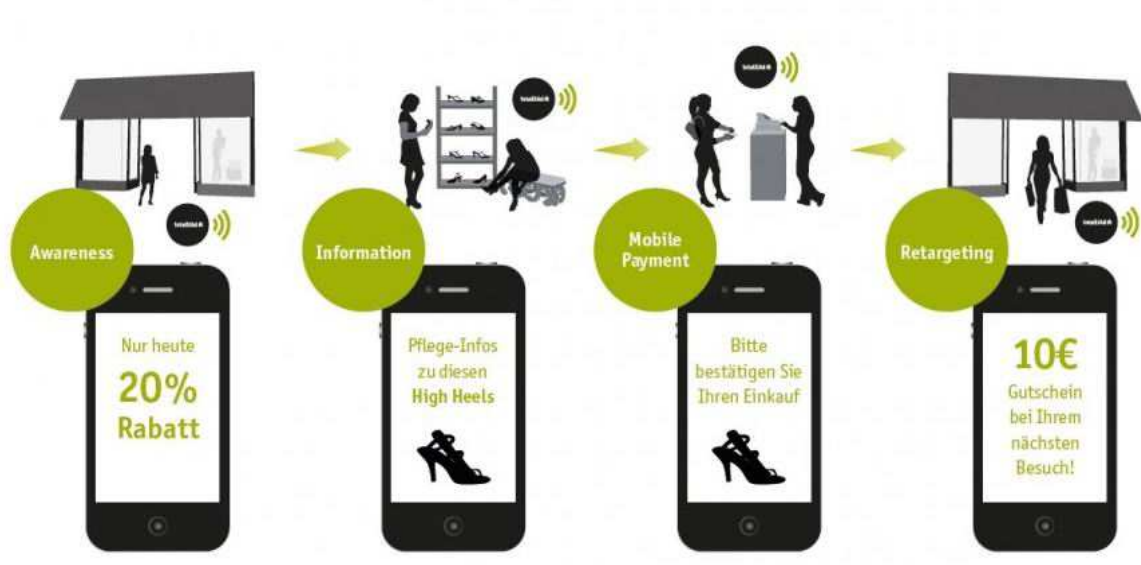 Awareness
Nur heute
20%
Rabatt
Information
Pflege-Infos
zu diesen
High Heels
Mobile
Payment
Bitte
bestätigen Sie
Ihren Einkauf
Retargeting
10€
Gutschein
bei Ihrem
nächsten
Besuch!